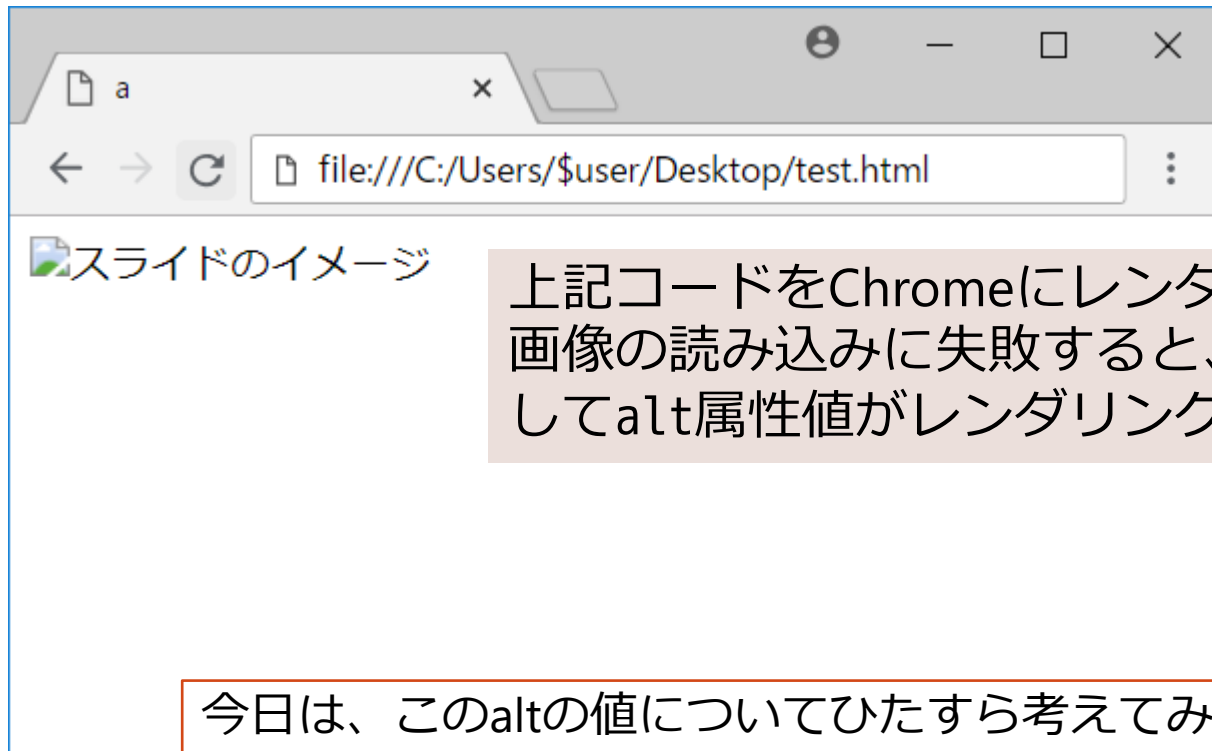 a
file:///C:/Users/$user/Desktop/test.html
スライドのイメージ
上記コードをChromeにレンダ
画像の読み込みに失敗すると、
してalt属性値がレンダリング
今日は、このaltの値についてひたすら考えてみ